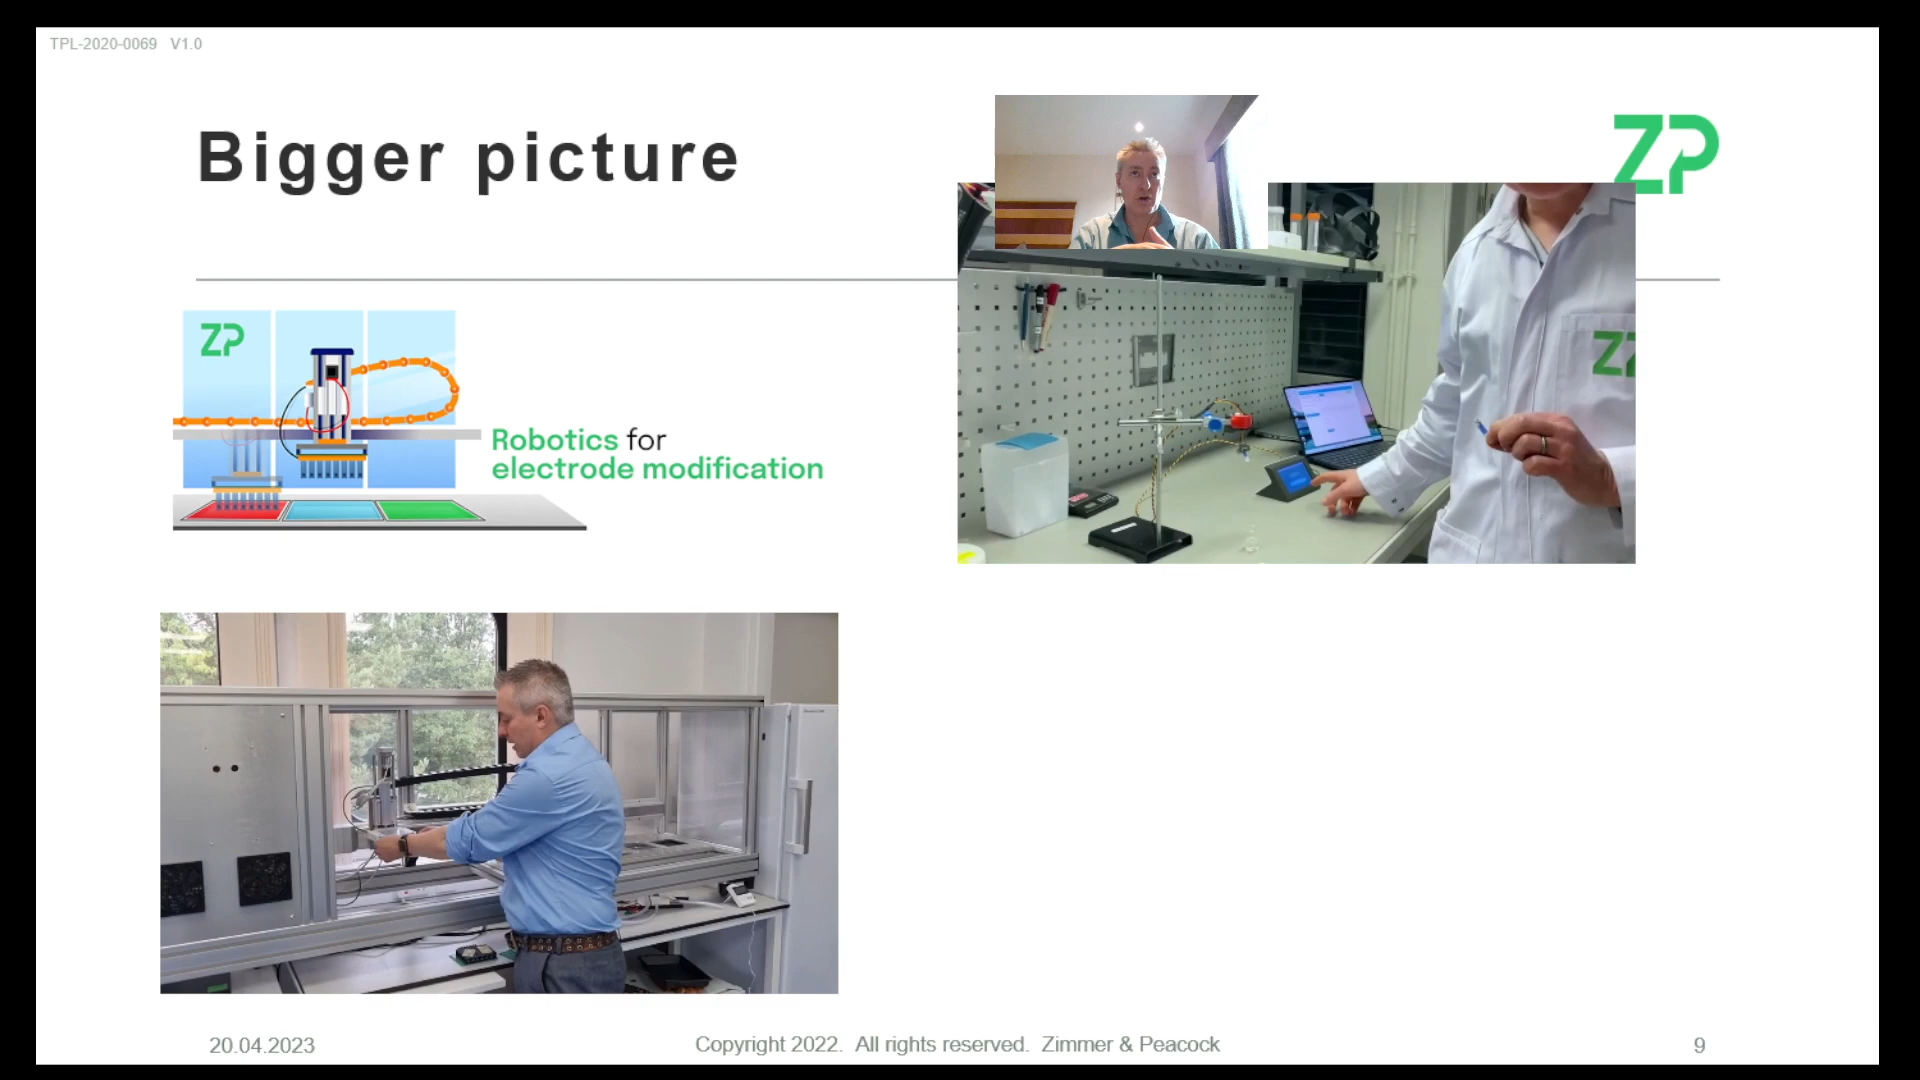 TPL-2020-0069 V1.0
Bigger picture
ZP
ZP
Robotics for
electrode modification
ZP
20.04.2023
Copyright 2022. All rights reserved. Zimmer & Peacock
9